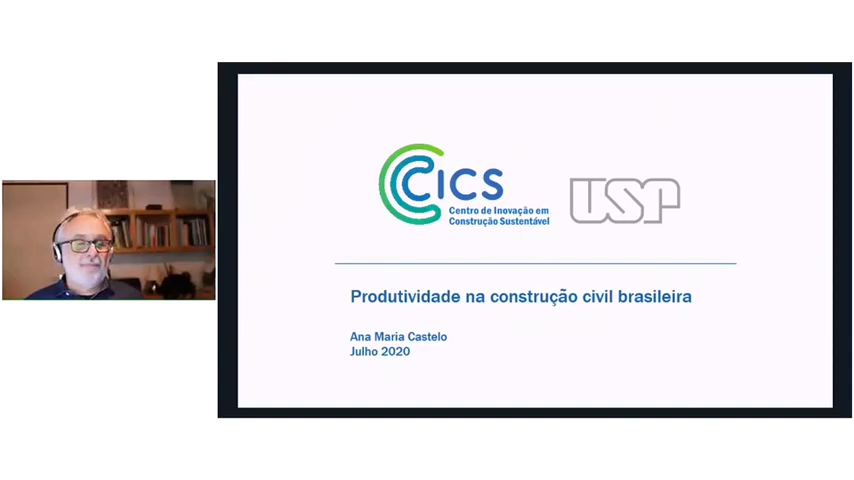 CICS
Centro de Inovação em
Construção Sustentável
USP
Produtividade na construção civil brasileira
Ana Maria Castelo
Julho 2020